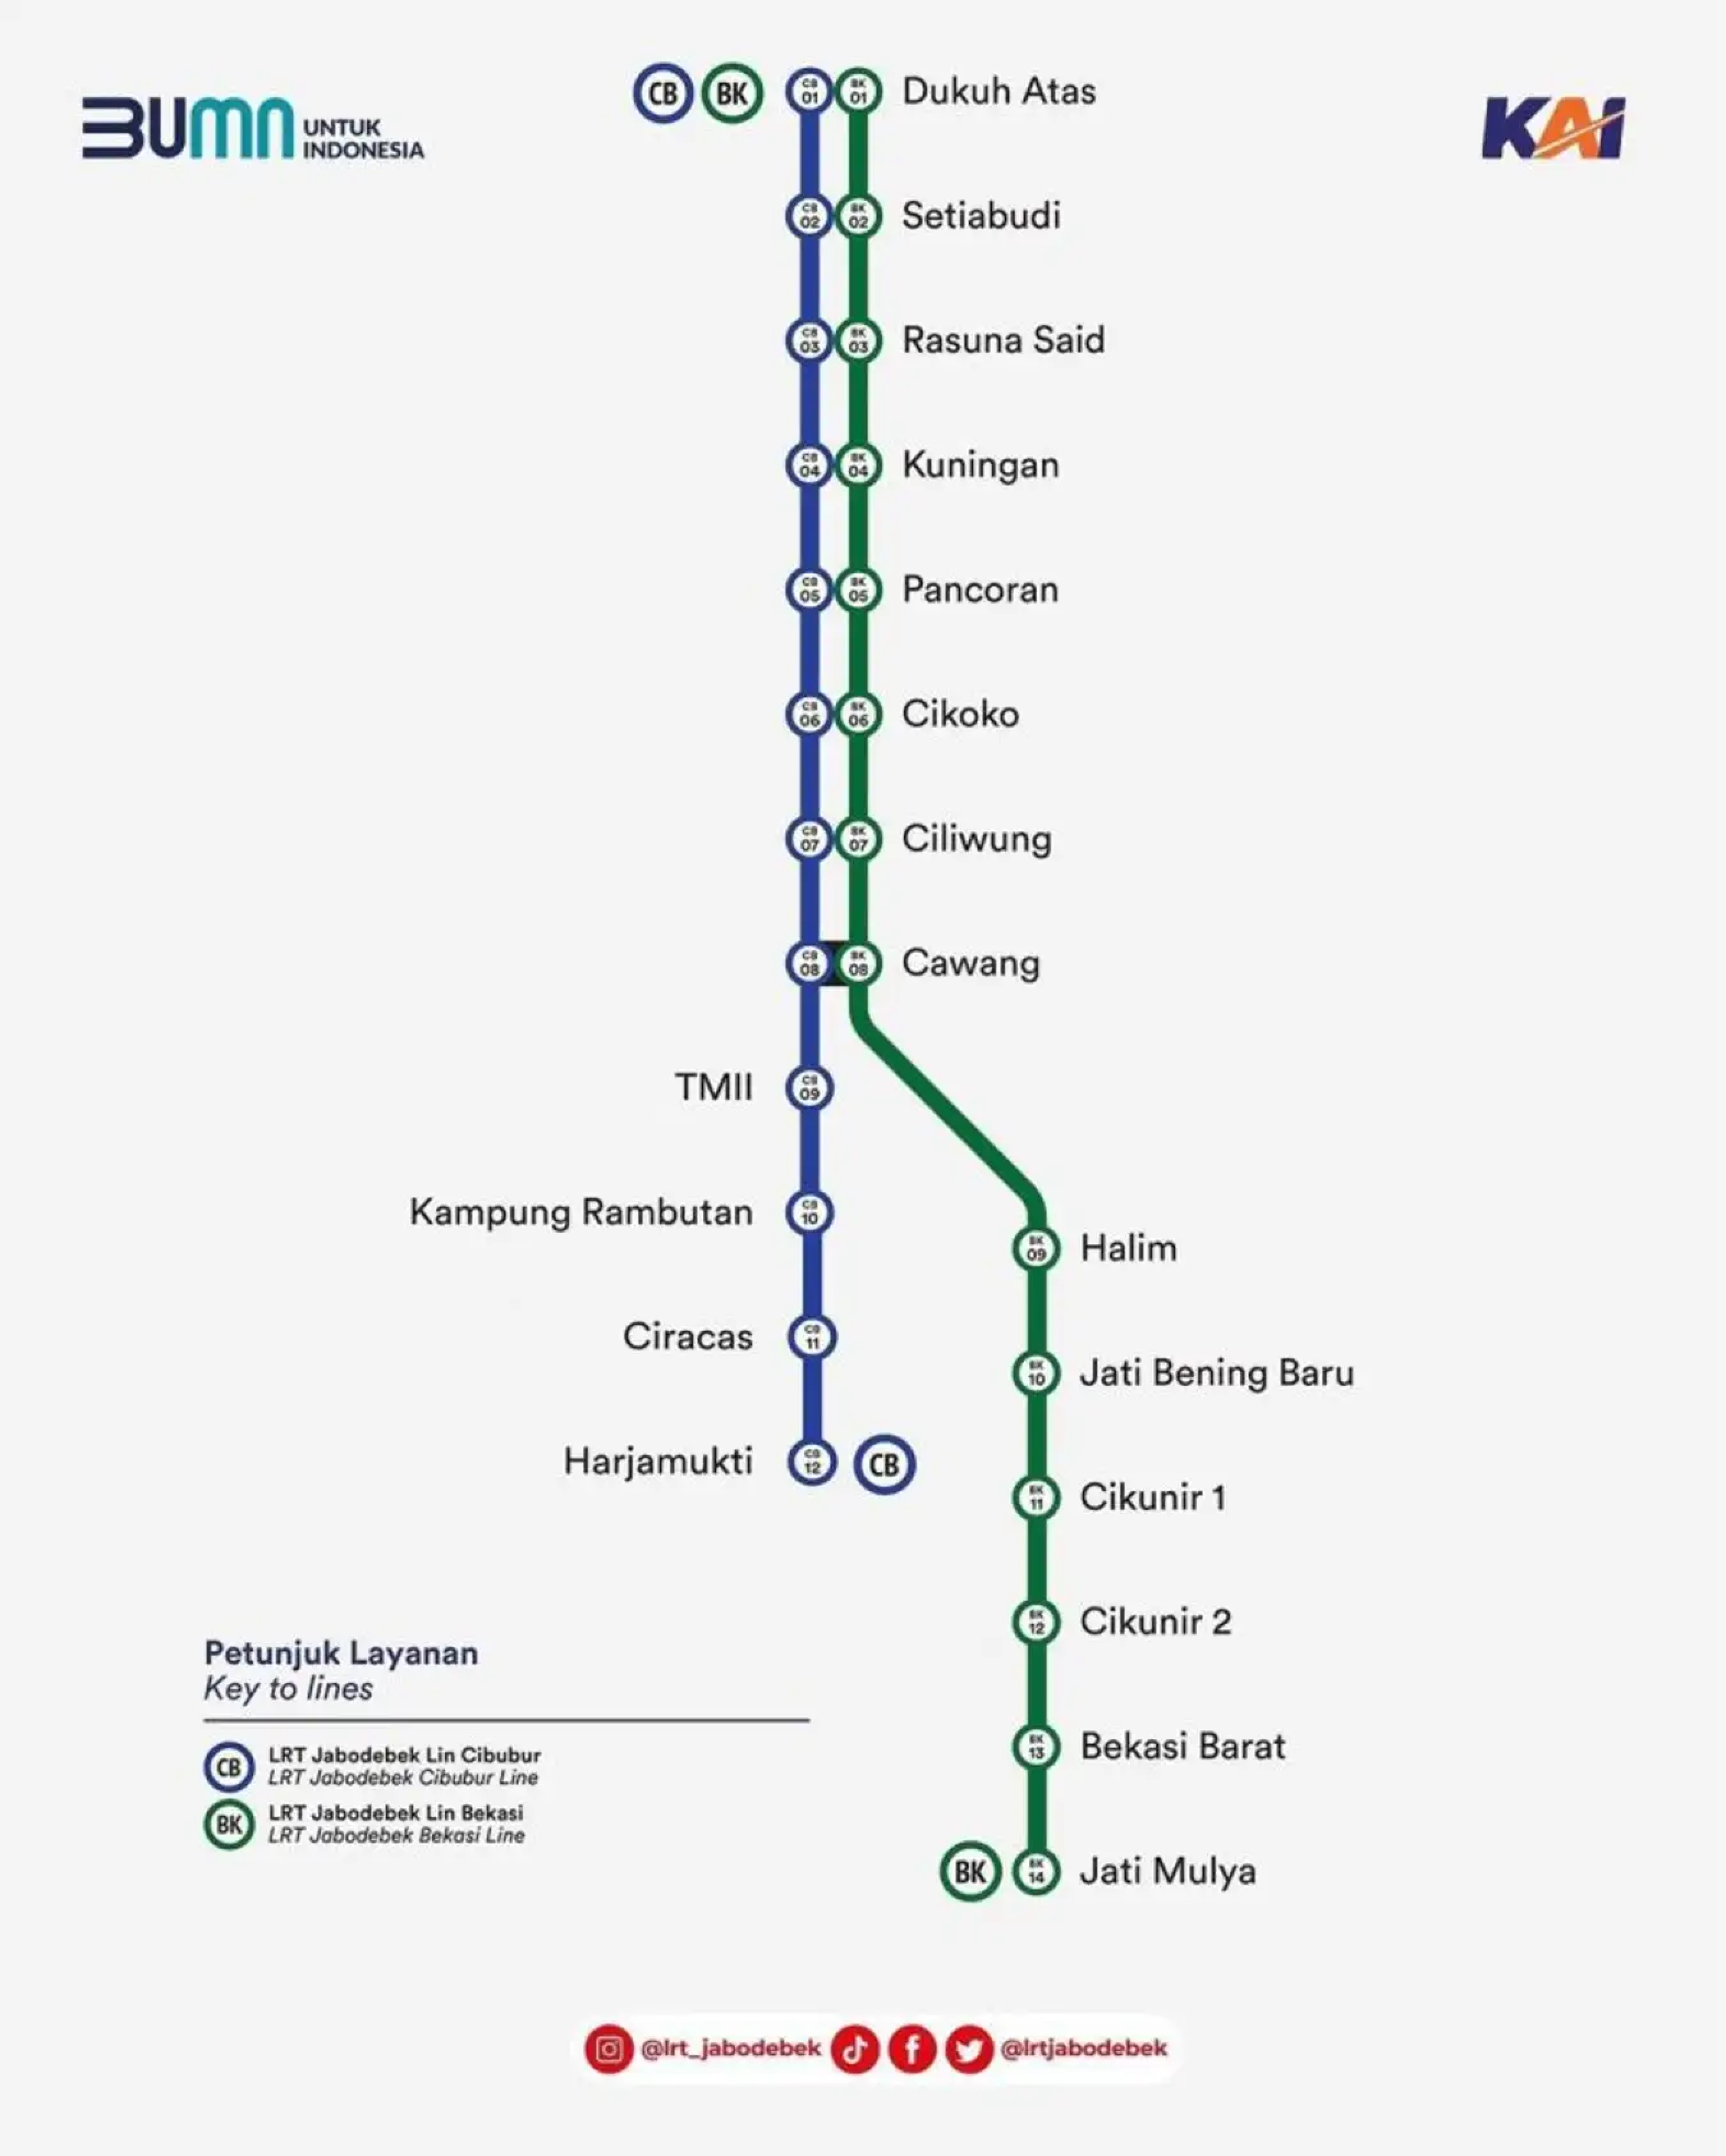 BUMN UNTUK
INDONESIA
KAI
CB BK CB 01 BK 01 Dukuh Atas
CB 02 BK 02 Setiabudi
CB 03 BK 03 Rasuna Said
CB 04 BK 04 Kuningan
CB 05 BK 05 Pancoran
CB 06 BK 06 Cikoko
CB 07 BK 07 Ciliwung
CB 08 BK 08 Cawang
TMII CB 09
Kampung Rambutan CB 10
BK 09 Halim
Ciracas CB 11
BK 10 Jati Bening Baru
Harjamukti CB 12 CB
BK 11 Cikunir 1
BK 12 Cikunir 2
BK 13 Bekasi Barat
BK BK 14 Jati Mulya
Petunjuk Layanan
Key to lines
CB LRT Jabodebek Lin Cibubur
LRT Jabodebek Cibubur Line
BK LRT Jabodebek Lin Bekasi
LRT Jabodebek Bekasi Line
@lrt_jabodebek @lrtjabodebek